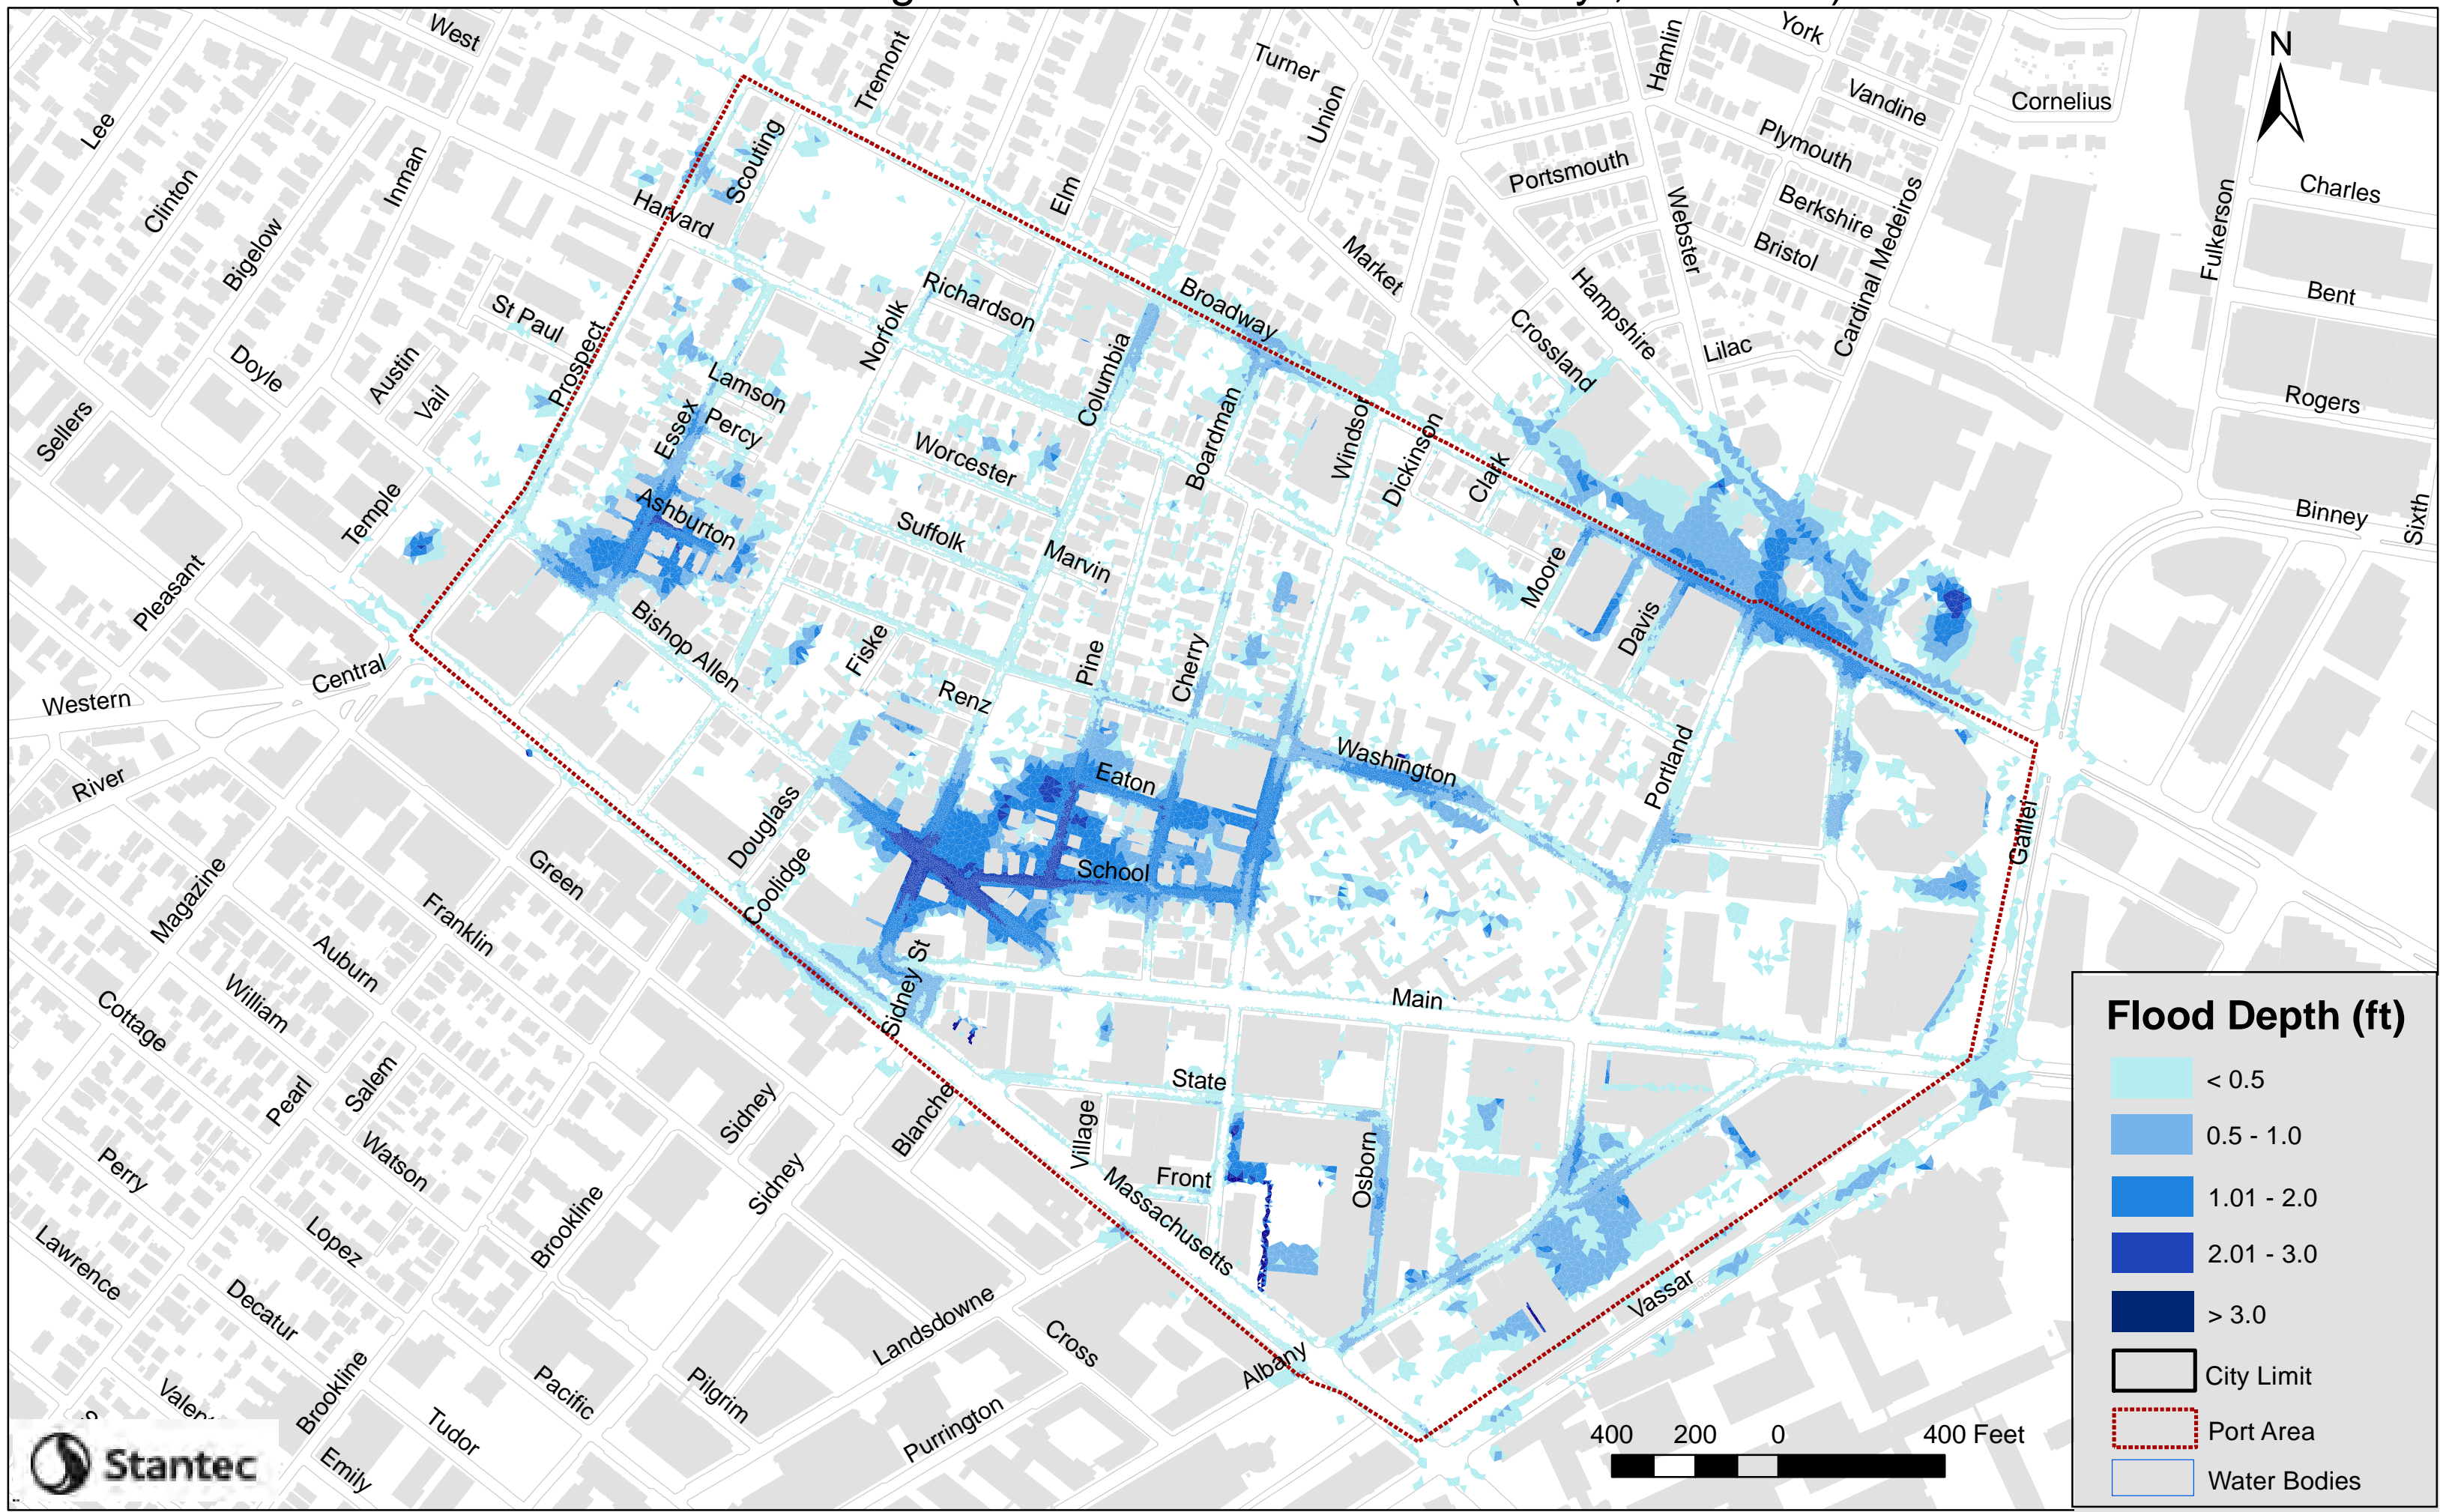 West
Tremont
Turner
Hamlin
York
N
Lee
Union
Vandine
Cornelius
Scouting
Plymouth
Inman
Portsmouth
Clinton
Elm
Berkshire
Charles
Harvard
Webster
Bristol
Cardinal Medeiros
Fulkerson
Bigelow
Market
Richardson
Broadway
Hampshire
Bent
St Paul
Norfolk
Crossland
Lilac
Prospect
Doyle
Austin
Vail
Lamson
Columbia
Rogers
Sellers
Essex
Percy
Boardman
Windsor
Dickinson
Worcester
Clark
Temple
Ashburton
Suffolk
Binney
Sixth
Marvin
Pleasant
Moore
Bishop Allen
Fiske
Davis
Pine
Cherry
Central
Western
Renz
Washington
Portland
Eaton
River
Douglass
Galilei
School
Green
Coolidge
Magazine
Franklin
Auburn
Sidney St
Main
William
Cottage
Flood Depth (ft)
< 0.5
0.5 - 1.0
1.01 - 2.0
2.01 - 3.0
> 3.0
City Limit
Port Area
Water Bodies
State
Salem
Pearl
Sidney
Blanche
Village
Osborn
Watson
Perry
Sidney
Front
Massachusetts
Brookline
Lopez
Lawrence
Vassar
Decatur
Landsdowne
Cross
Albany
Brookline
Pacific
Pilgrim
Purrington
Tudor
Emily
400 200 0 400 Feet
Stantec